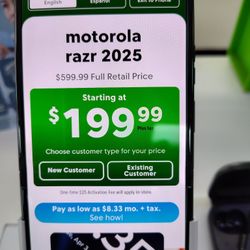 English
Español
Exit to Phone
motorola
razr 2025
$599.99 Full Retail Price
Starting at
$199.99
Plus tax
Choose customer type for your price
New Customer
Existing Customer
One-time $25 Activation Fee will apply in store.
Pay as low as $8.33 mo. + tax.
See how!